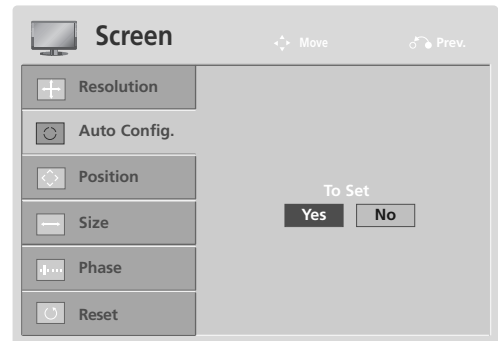 Screen
Move
Prev.
Resolution
Auto Config.
Position
Size
Phase
Reset
To Set
Yes
No